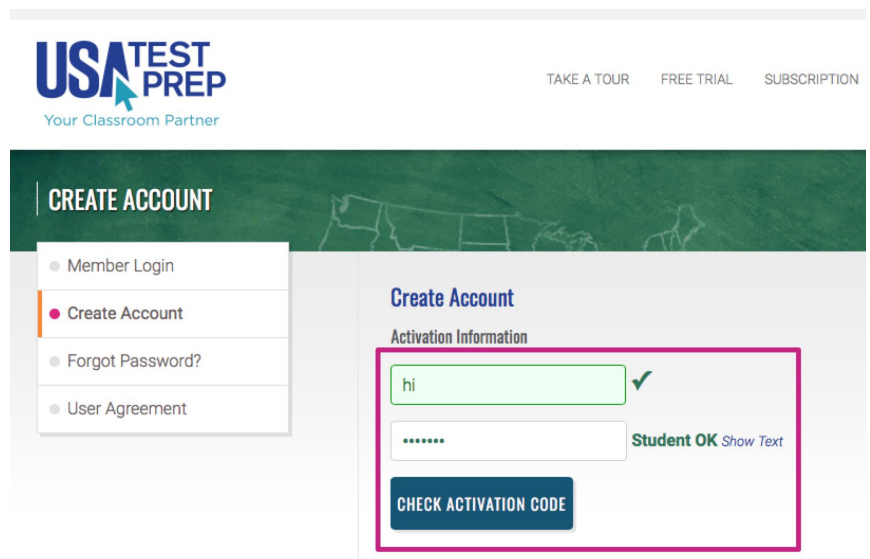 USA TEST PREP
Your Classroom Partner
TAKE A TOUR FREE TRIAL SUBSCRIPTION
CREATE ACCOUNT
Member Login
Create Account
Forgot Password?
User Agreement
Create Account
Activation Information
hi
••••••• Student OK Show Text
CHECK ACTIVATION CODE